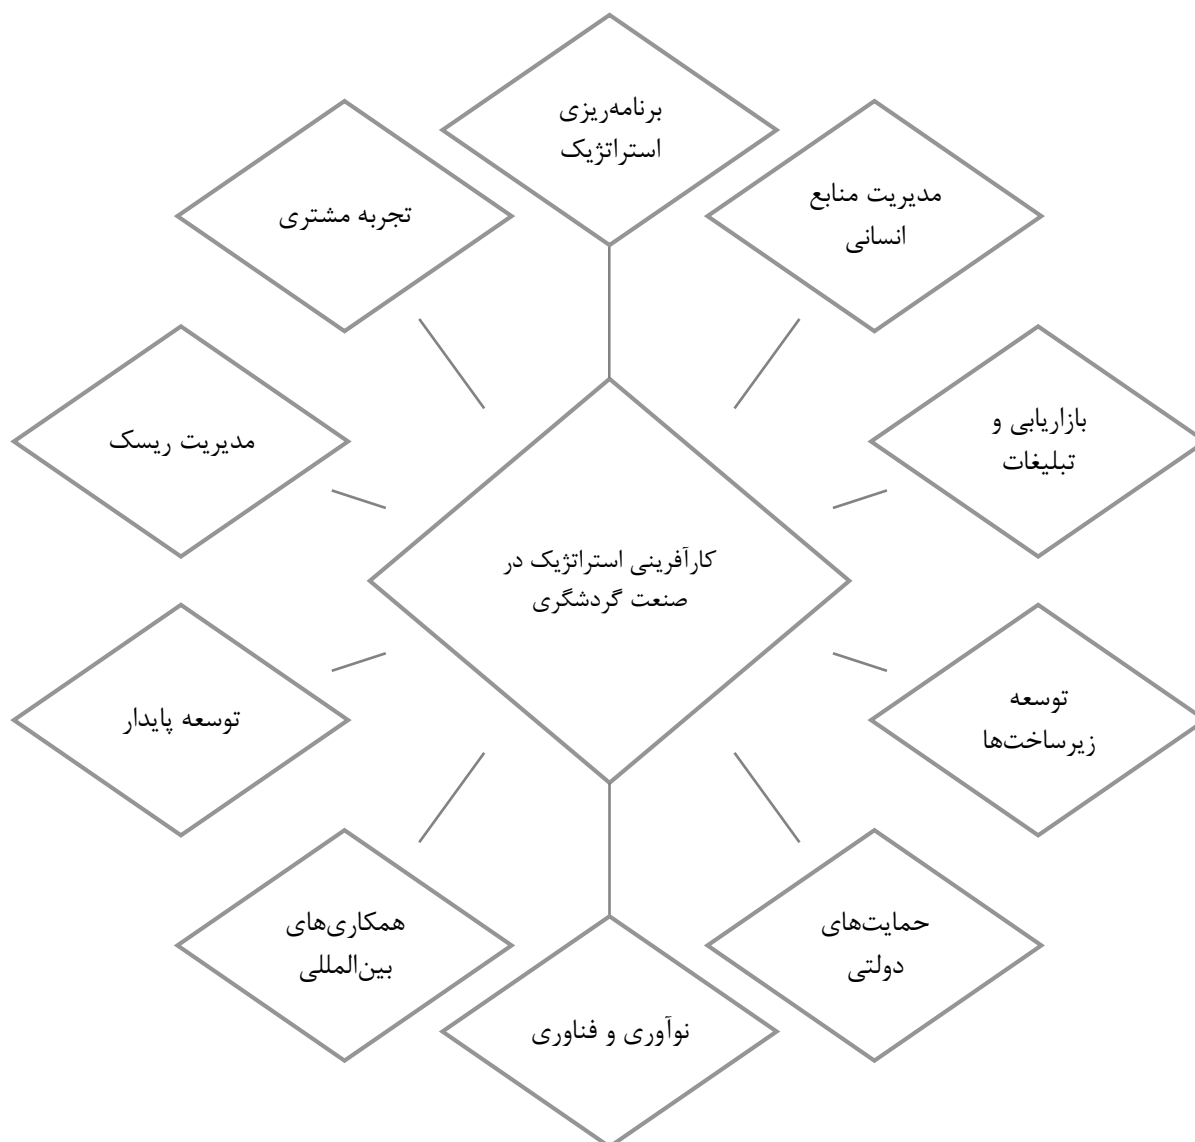 برنامه‌ریزی
استراتژیک
مدیریت منابع
انسانی
تجربه مشتری
بازاریابی و
تبلیغات
مدیریت ریسک
کارآفرینی استراتژیک در
صنعت گردشگری
توسعه
زیرساخت‌ها
توسعه پایدار
حمایت‌های
دولتی
همکاری‌های
بین‌المللی
نوآوری و فناوری